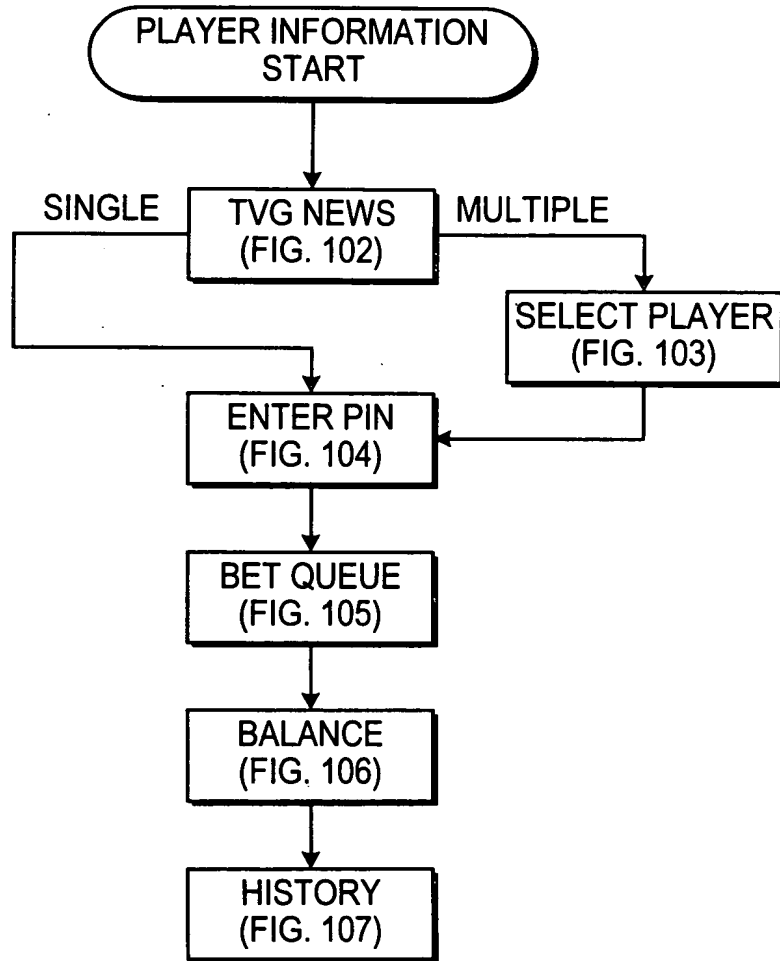 PLAYER INFORMATION
START
SINGLE
TVG NEWS
(FIG. 102)
MULTIPLE
SELECT PLAYER
(FIG. 103)
ENTER PIN
(FIG. 104)
BET QUEUE
(FIG. 105)
BALANCE
(FIG. 106)
HISTORY
(FIG. 107)